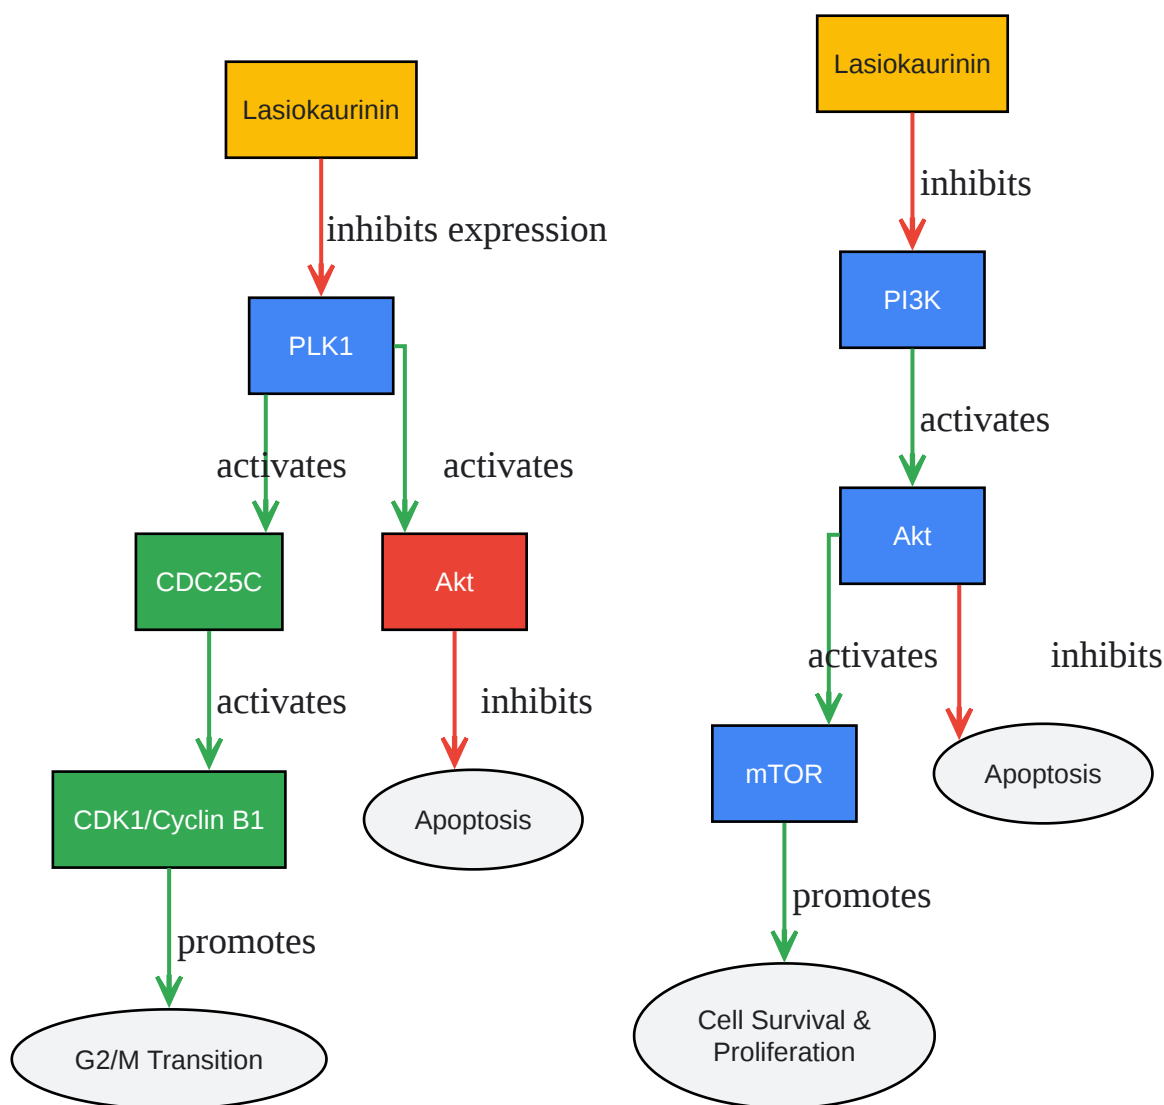 Lasiokaurinin
inhibits expression
PLK1
activates
activates
CDC25C
Akt
activates
inhibits
CDK1/Cyclin B1
Apoptosis
promotes
G2/M Transition
Lasiokaurinin
inhibits
PI3K
activates
Akt
activates
inhibits
mTOR
Apoptosis
promotes
Cell Survival &
Proliferation